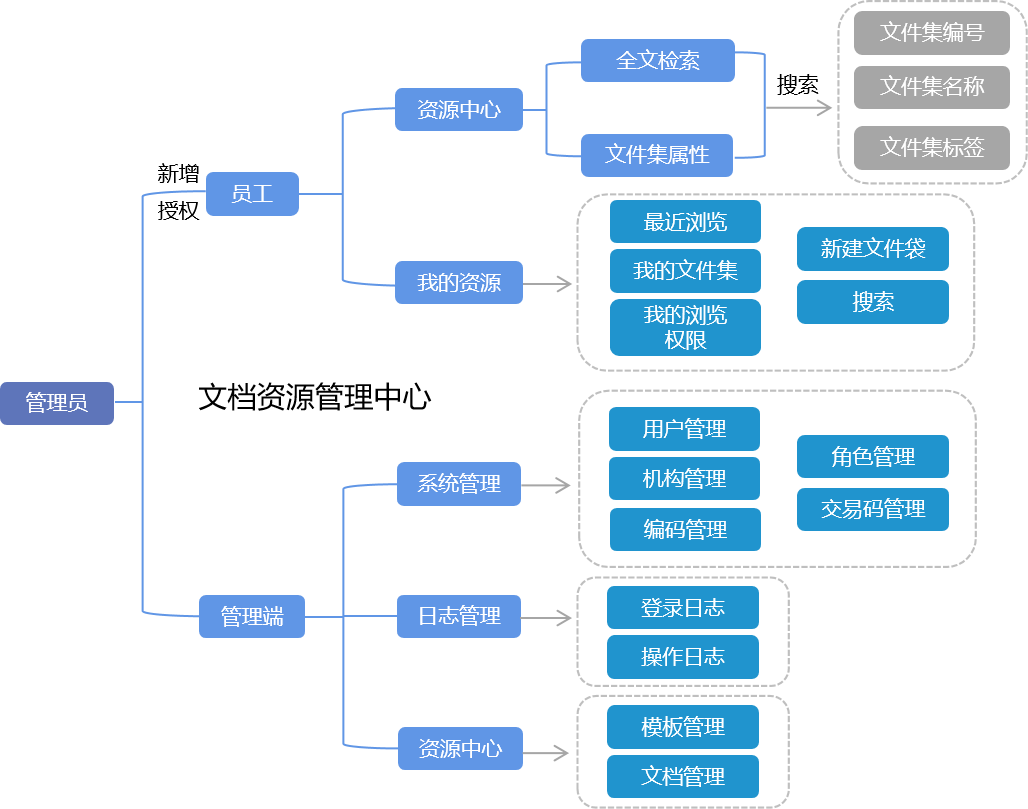 文件集编号
全文检索
搜索
文件集名称
资源中心
文件集属性
文件集标签
新增
授权
员工
最近浏览
新建文件袋
我的资源
我的文件集
搜索
我的浏览
权限
管理员
文档资源管理中心
用户管理
角色管理
系统管理
机构管理
交易码管理
编码管理
管理端
日志管理
登录日志
操作日志
资源中心
模板管理
文档管理